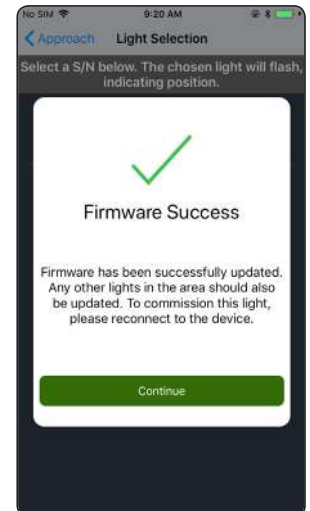 No SIM 9:20 AM
Approach Light Selection
Select a S/N below. The chosen light will flash,
indicating position.
Firmware Success
Firmware has been successfully updated.
Any other lights in the area should also
be updated. To commission this light,
please reconnect to the device.
Continue